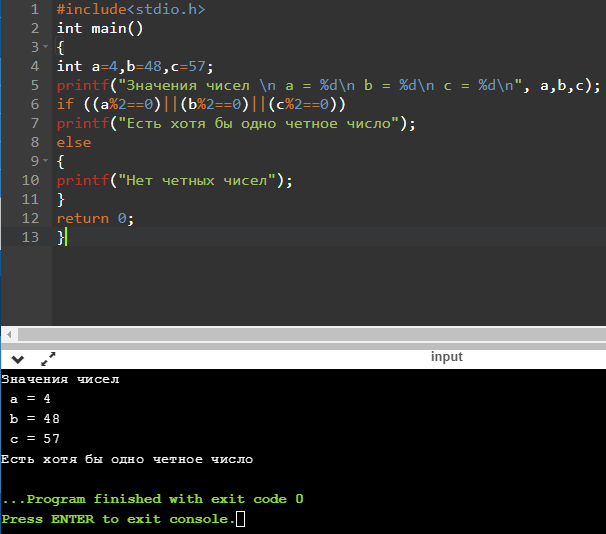 1 #include<stdio.h>
2 int main()
3 {
4 int a=4,b=48,c=57;
5 printf("Значения чисел \n a = %d\n b = %d\n c = %d\n", a,b,c);
6 if ((a%2==0)||(b%2==0)||(c%2==0))
7 printf("Есть хотя бы одно четное число");
8 else
9 {
10 printf("Нет четных чисел");
11 }
12 return 0;
13 }
input
Значения чисел
a = 4
b = 48
c = 57
Есть хотя бы одно четное число
...Program finished with exit code 0
Press ENTER to exit console.